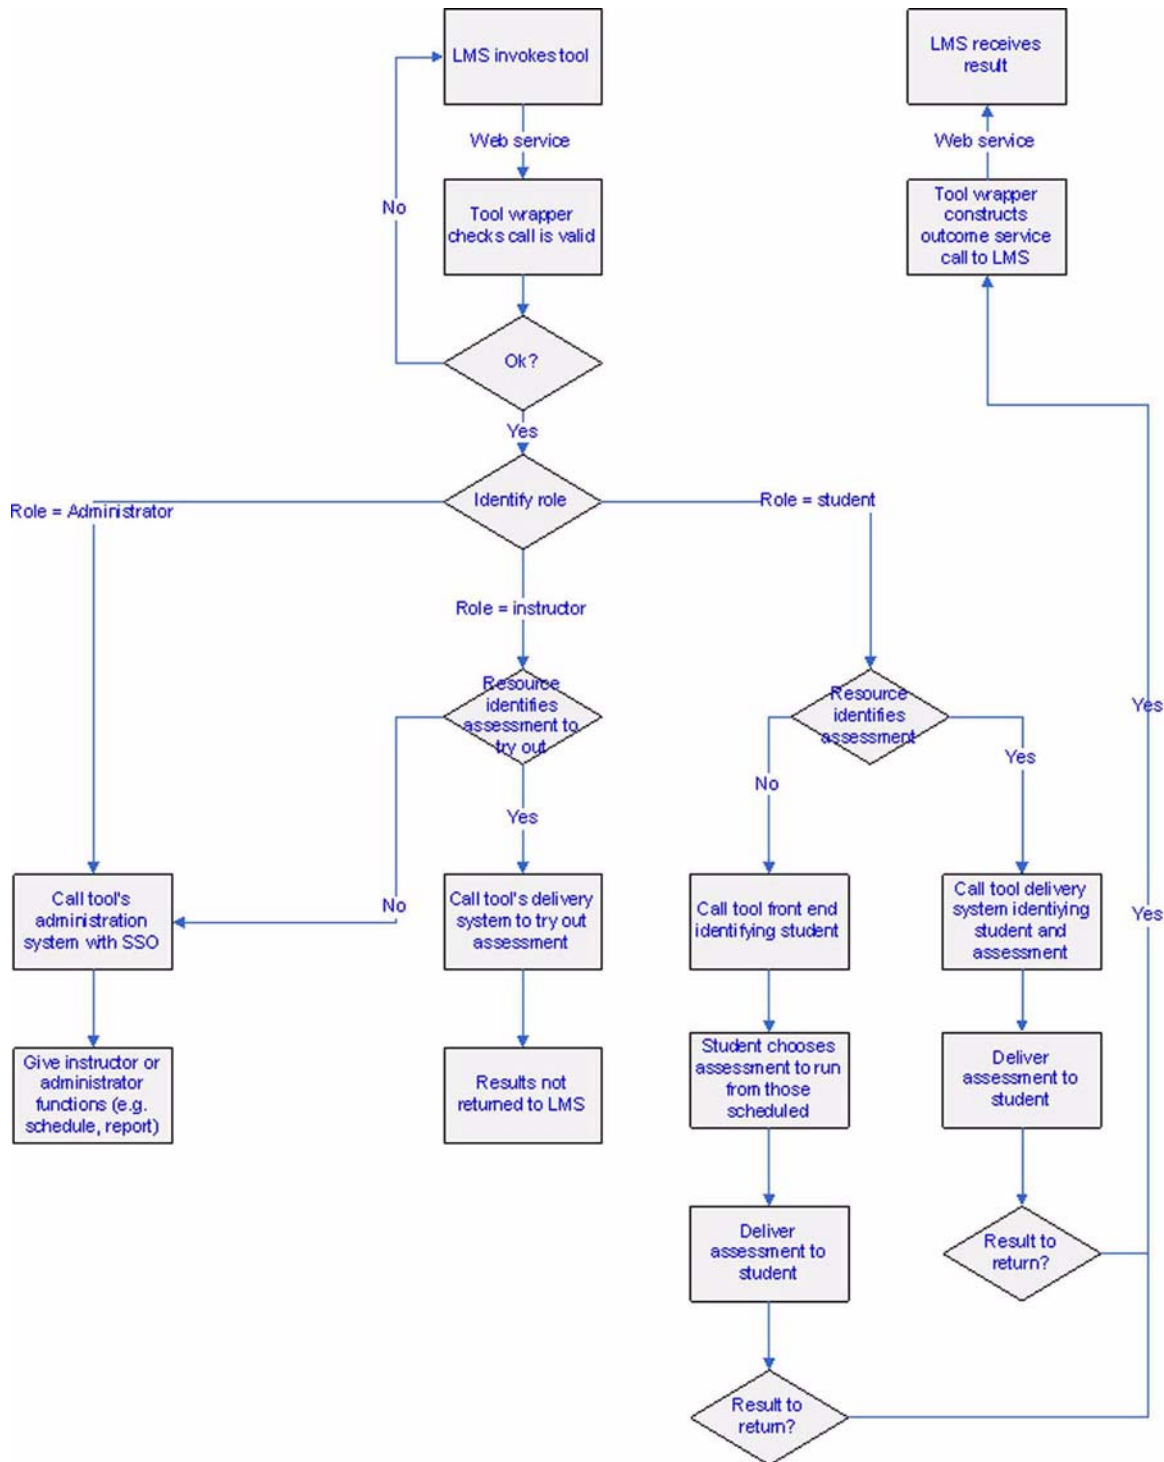 LMS invokes tool
LMS receives
result
Web service
Web service
No
Tool wrapper
checks call is valid
Tool wrapper
constructs
outcome service
call to LMS
Ok?
Yes
Identify role
Role = Administrator
Role = student
Role = instructor
Resource
identifies
assessment to
try out
Resource
identifies
assessment
Yes
No
Yes
Yes
Call tool's
administration
system with SSO
No
Call tool's delivery
system to try out
assessment
Call tool front end
identifying student
Call tool delivery
system identiying
student and
assessment
Yes
Give instructor or
administrator
functions (e.g.
schedule, report)
Results not
returned to LMS
Student chooses
assessment to run
from those
scheduled
Deliver
assessment to
student
Deliver
assessment to
student
Result to
return?
Result to
return?